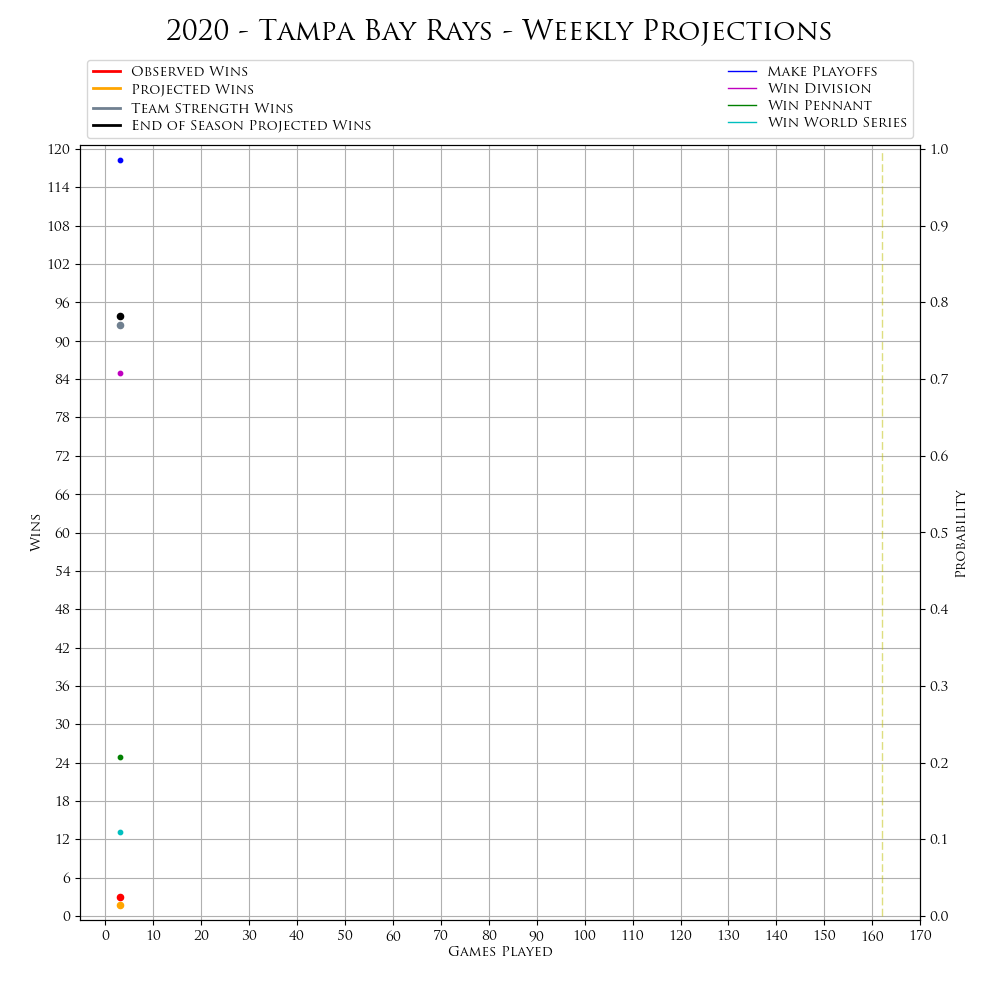 2020 - Tampa Bay Rays - Weekly Projections
Observed Wins
Projected Wins
Team Strength Wins
End of Season Projected Wins
Make Playoffs
Win Division
Win Pennant
Win World Series
120
114
108
102
96
90
84
78
72
66
60
54
48
42
36
30
24
18
12
6
0
Wins
1.0
0.9
0.8
0.7
0.6
0.5
0.4
0.3
0.2
0.1
0.0
Probability
0 10 20 30 40 50 60 70 80 90 100 110 120 130 140 150 160 170
Games Played